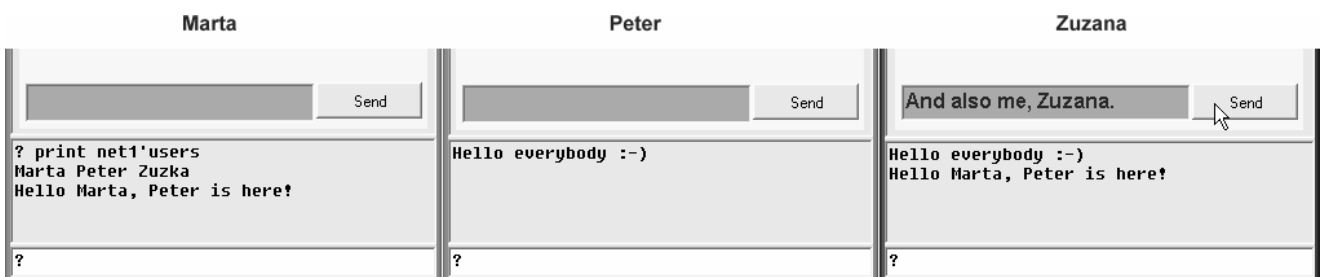 Marta
Send
? print net1'users
Marta Peter Zuzka
Hello Marta, Peter is here!
?
Peter
Send
Hello everybody :-)
?
Zuzana
And also me, Zuzana.
Send
Hello everybody :-)
Hello Marta, Peter is here!
?